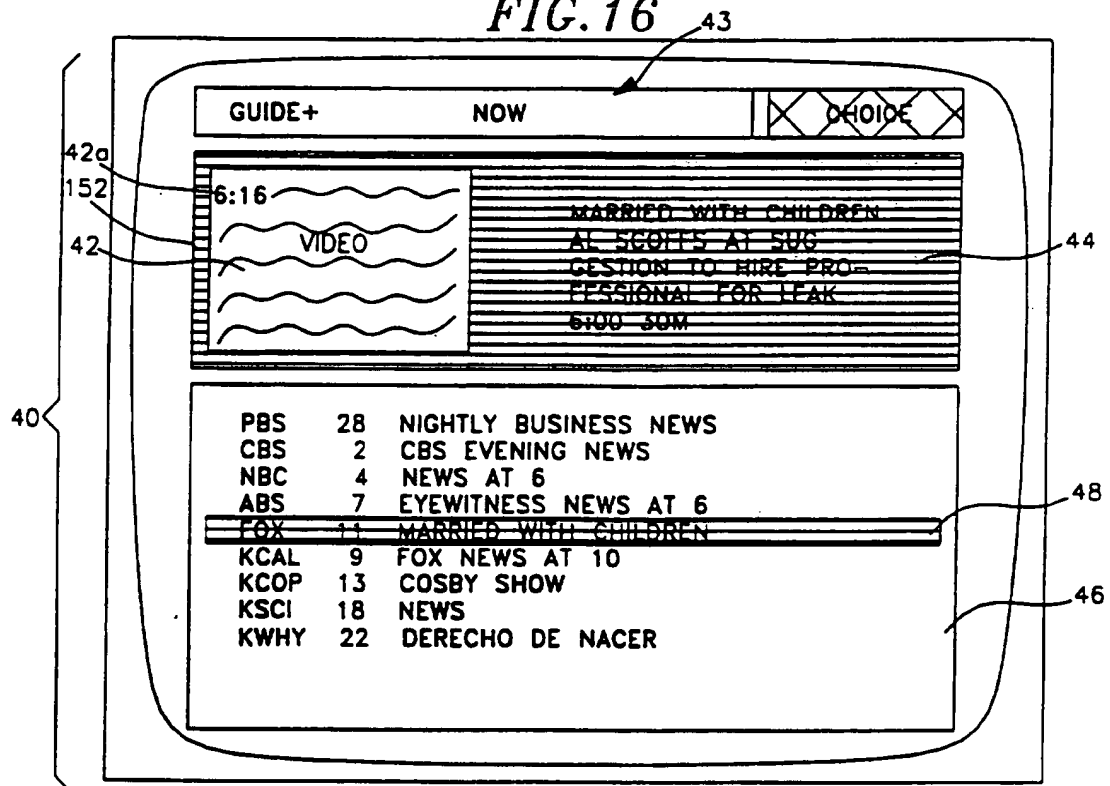 FIG. 16
43
GUIDE+ NOW CHOICE
42a
152
42
6:16
VIDEO
MARRIED WITH CHILDREN
AL SCOFFS AT SUG
GESTION TO HIRE PRO-
FESSIONAL FOR LEAK
6:00 30M
44
40
PBS 28 NIGHTLY BUSINESS NEWS
CBS 2 CBS EVENING NEWS
NBC 4 NEWS AT 6
ABS 7 EYEWITNESS NEWS AT 6
FOX 11 MARRIED WITH CHILDREN
48
KCAL 9 FOX NEWS AT 10
KCOP 13 COSBY SHOW
KSCI 18 NEWS
KWHY 22 DERECHO DE NACER
46